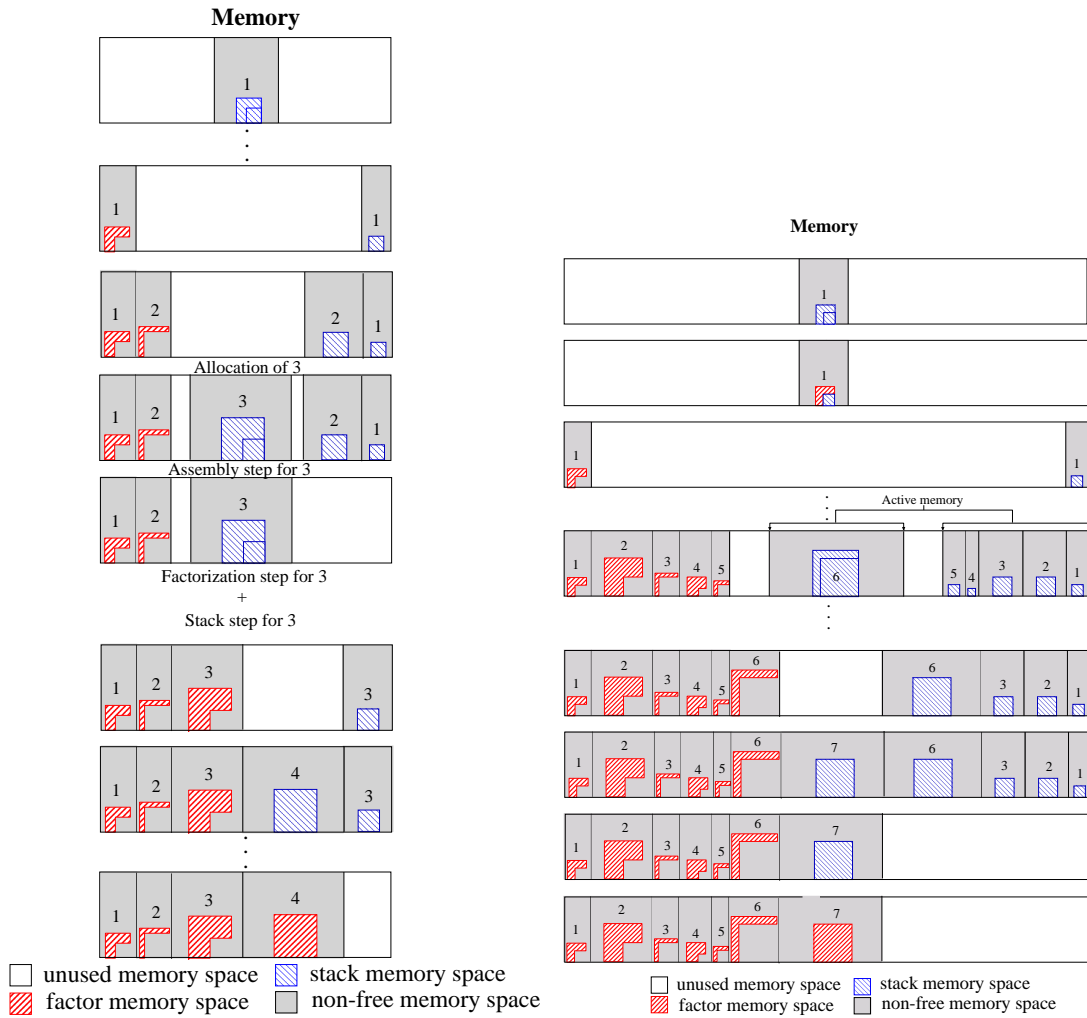 Memory
1
1 1
1 2 2 1
Allocation of 3
1 2 3 2 1
Assembly step for 3
1 2 3
Factorization step for 3
+
Stack step for 3
1 2 3 3
1 2 3 4 3
1 2 3 4
unused memory space stack memory space
factor memory space non-free memory space
Memory
1
1
1 1
Active memory
1 2 3 4 5 6 5 4 3 2 1
1 2 3 4 5 6 6 3 2 1
1 2 3 4 5 6 7 6 3 2 1
1 2 3 4 5 6 7
1 2 3 4 5 6 7
unused memory space stack memory space
factor memory space non-free memory space